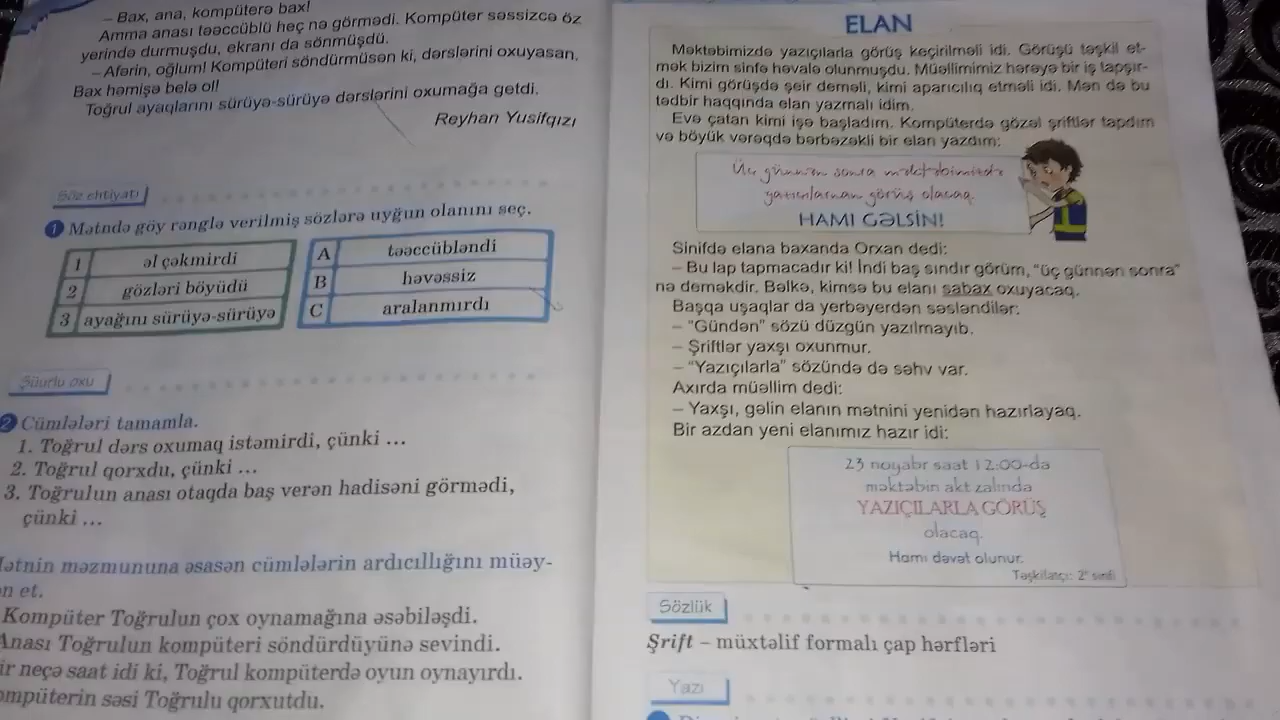 – Bax, ana, kompüterə bax!
Amma anası təəccüblü heç nə görmədi. Kompüter səssizcə öz
yerində durmuşdu, ekranı da sönmüşdü.
– Afərin, oğlum! Kompüteri söndürmüsən ki, dərslərini oxuyasan.
Bax həmişə belə ol!
Toğrul ayaqlarını sürüyə-sürüyə dərslərini oxumağa getdi.
Reyhan Yusifqızı
Söz ehtiyatı
1 Mətndə göy rənglə verilmiş sözlərə uyğun olanını seç.
1 əl çəkmirdi
2 gözləri böyüdü
3 ayağını sürüyə-sürüyə
A təəccübləndi
B həvəssiz
C aralanmırdı
Şüurlu oxu
2 Cümlələri tamamla.
1. Toğrul dərs oxumaq istəmirdi, çünki ...
2. Toğrul qorxdu, çünki ...
3. Toğrulun anası otaqda baş verən hadisəni görmədi,
çünki ...
məzmununa əsasən cümlələrin ardıcıllığını müəy-
et.
Kompüter Toğrulun çox oynamağına əsəbiləşdi.
Anası Toğrulun kompüteri söndürdüyünə sevindi.
neçə saat idi ki, Toğrul kompüterdə oyun oynayırdı.
səsi Toğrulu qorxutdu.
ELAN
Məktəbimizdə yazıçılarla görüş keçirilməli idi. Görüşü təşkil et-
mək bizim sinfə həvalə olunmuşdu. Müəllimimiz hərəyə bir iş tapşır-
dı. Kimi görüşdə şeir deməli, kimi aparıcılıq etməli idi. Mən də bu
tədbir haqqında elan yazmalı idim.
Evə çatan kimi işə başladım. Kompüterdə gözəl şriftlər tapdım
və böyük vərəqdə bərbəzəkli bir elan yazdım:
Üç günnən sonra məktəbimizdə
yazıcılarnan görüş olacaq.
HAMI GƏLSİN!
Sinifdə elana baxanda Orxan dedi:
– Bu lap tapmacadır ki! İndi baş sındır görüm, “üç günnən sonra”
nə deməkdir. Bəlkə, kimsə bu elanı sabax oxuyacaq.
Başqa uşaqlar da yerbəyerdən səsləndilər:
– “Gündən” sözü düzgün yazılmayıb.
– Şriftlər yaxşı oxunmur.
– “Yazıçılarla” sözündə də səhv var.
Axırda müəllim dedi:
– Yaxşı, gəlin elanın mətnini yenidən hazırlayaq.
Bir azdan yeni elanımız hazır idi:
23 noyabr saat 12:00-da
məktəbin akt zalında
YAZIÇILARLA GÖRÜŞ
olacaq.
Hamı dəvət olunur.
Təşkilatçı: 2ᵉ sinfi
Sözlük
Şrift – müxtəlif formalı çap hərfləri
Yazı